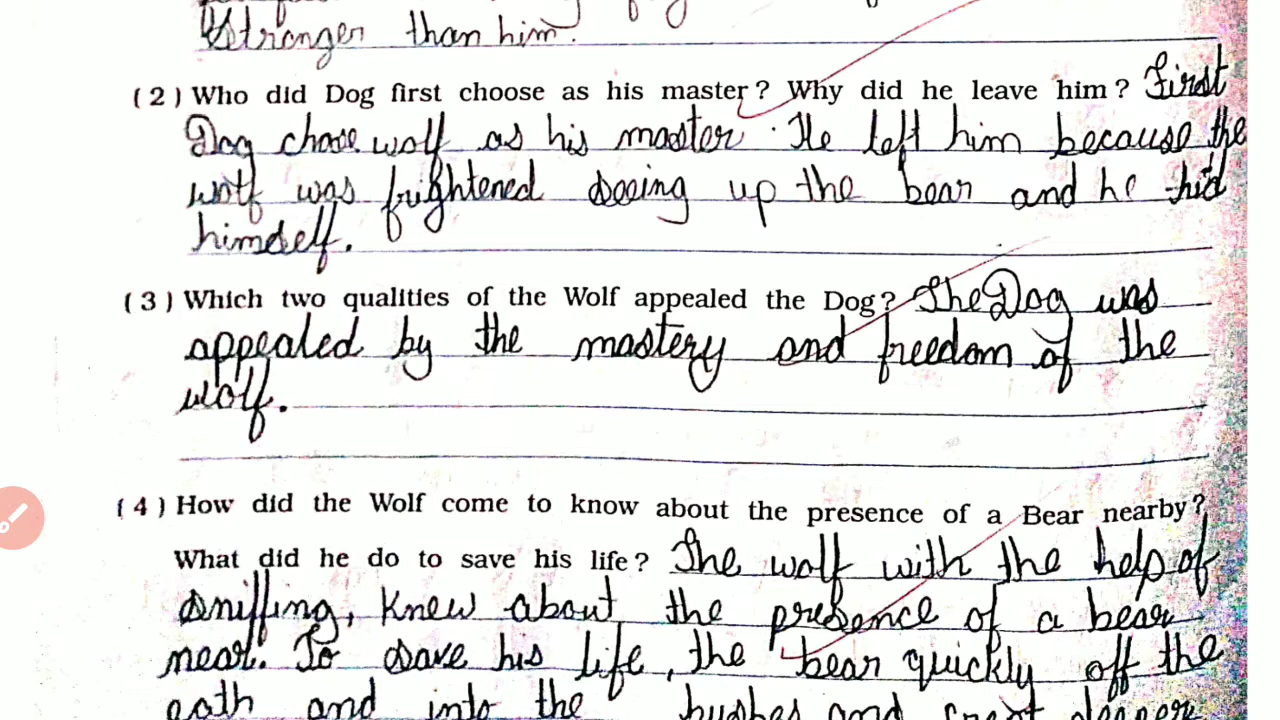 Stronger than him.
(2) Who did Dog first choose as his master? Why did he leave him? First
Dog chose wolf as his master. He left him because the
wolf was frightened seeing up the bear and he hid
himself.
(3) Which two qualities of the Wolf appealed the Dog? The Dog was
appealed by the mastery and freedom of the
wolf.
(4) How did the Wolf come to know about the presence of a Bear nearby?
What did he do to save his life? The wolf with the help of
sniffing, knew about the presence of a bear
near. To save his life, the bear quickly off the
path and into the bushes and crept deeper